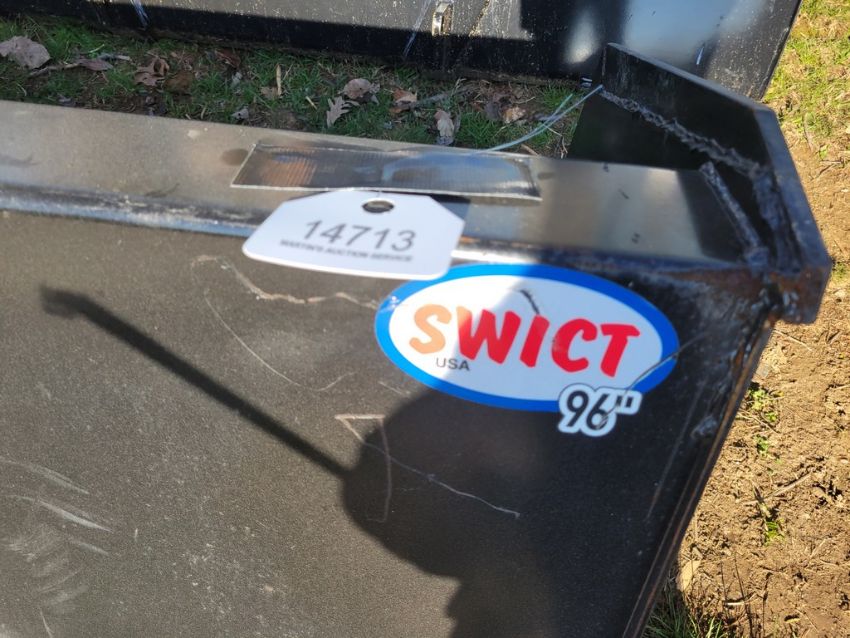 14713
MARTIN'S AUCTION SERVICE
SWICT
USA
96"